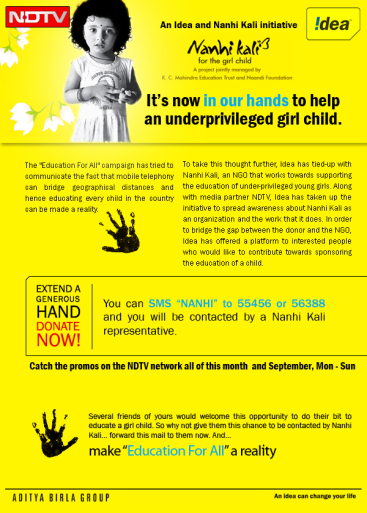 NDTV
An Idea and Nanhi Kali initiative
!dea
Nanhi kali
for the girl child
A project jointly managed by
K. C. Mahindra Education Trust and Naandi Foundation
It's now in our hands to help
an underprivileged girl child.
The "Education For All" campaign has tried to
communicate the fact that mobile telephony
can bridge geographical distances and
hence educating every child in the country
can be made a reality.
To take this thought further, Idea has tied-up with
Nanhi Kali, an NGO that works towards supporting
the education of under-privileged young girls. Along
with media partner NDTV, Idea has taken up the
initiative to spread awareness about Nanhi Kali as
an organization and the work that it does. In order
to bridge the gap between the donor and the NGO,
Idea has offered a platform to interested people
who would like to contribute towards sponsoring
the education of a child.
EXTEND A
GENEROUS
HAND
DONATE
NOW!
You can SMS "NANHI" to 55456 or 56388
and you will be contacted by a Nanhi Kali
representative.
Catch the promos on the NDTV network all of this month and September, Mon - Sun
Several friends of yours would welcome this opportunity to do their bit to
educate a girl child. So why not give them this chance to be contacted by Nanhi
Kali... forward this mail to them now. And...
make "Education For All" a reality
ADITYA BIRLA GROUP
An idea can change your life